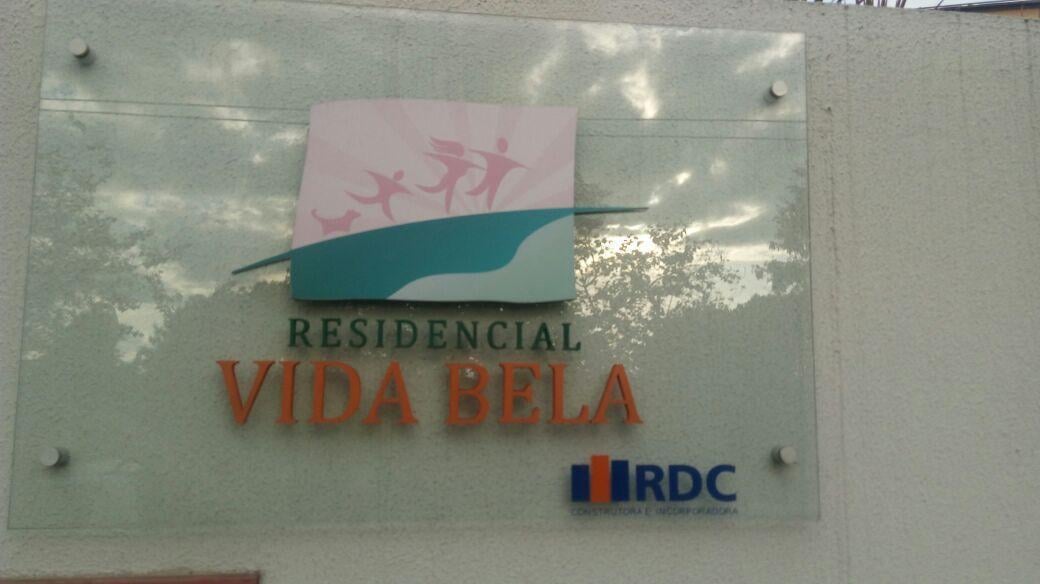 RESIDENCIAL
VIDA BELA
RDC
CONSTRUTORA E INCORPORADORA